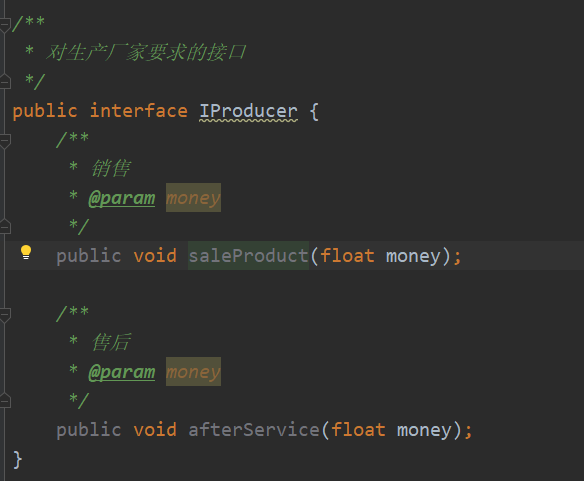 /**
 * 对生产厂家要求的接口
 */
public interface IProducer {
    /**
     * 销售
     * @param money
     */
    public void saleProduct(float money);
    /**
     * 售后
     * @param money
     */
    public void afterService(float money);
}